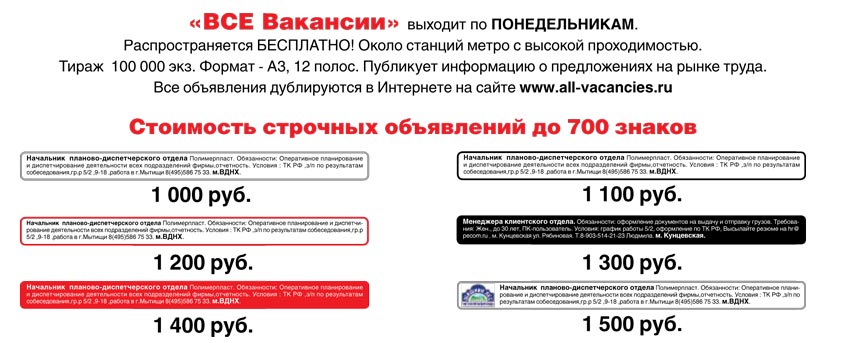 «ВСЕ Вакансии» выходит по ПОНЕДЕЛЬНИКАМ.
Распространяется БЕСПЛАТНО! Около станций метро с высокой проходимостью.
Тираж 100 000 экз. Формат - А3, 12 полос. Публикует информацию о предложениях на рынке труда.
Все объявления дублируются в Интернете на сайте www.all-vacancies.ru
Стоимость строчных объявлений до 700 знаков
Начальник планово-диспетчерского отдела Полимерпласт. Обязанности: Оперативное планирование
и диспетчирование деятельности всех подразделений фирмы,отчетность. Условия : ТК РФ ,з/п по результатам
собеседования,гр.р 5/2 ,9-18 ,работа в г.Мытищи 8(495)586 75 33. м.ВДНХ.
1 000 руб.
Начальник планово-диспетчерского отдела Полимерпласт. Обязанности: Оперативное планирование
и диспетчирование деятельности всех подразделений фирмы,отчетность. Условия : ТК РФ ,з/п по результатам
собеседования,гр.р 5/2 ,9-18 ,работа в г.Мытищи 8(495)586 75 33. м.ВДНХ.
1 100 руб.
Начальник планово-диспетчерского отдела Полимерпласт. Обязанности: Оперативное планирование и диспетчи-
рование деятельности всех подразделений фирмы,отчетность. Условия : ТК РФ ,з/п по результатам собеседования,гр.р
5/2 ,9-18 ,работа в г.Мытищи 8(495)586 75 33. м.ВДНХ.
1 200 руб.
Менеджера клиентского отдела. Обязанности: оформление документов на выдачу и отправку грузов. Требова-
ния: Жен., до 30 лет, ПК-пользователь. Условия: график работы 5/2, оформление по ТК РФ, Высылайте резюме на hr@
pecom.ru . м. Кунцевская ул. Рябиновая. Т.8-903-514-21-23 Людмила. м. Кунцевская.
1 300 руб.
Начальник планово-диспетчерского отдела Полимерпласт. Обязанности: Оперативное планирование
и диспетчирование деятельности всех подразделений фирмы,отчетность. Условия : ТК РФ ,з/п по результатам
собеседования,гр.р 5/2 ,9-18 ,работа в г.Мытищи 8(495)586 75 33. м.ВДНХ.
1 400 руб.
Начальник планово-диспетчерского отдела Полимерпласт. Обязанности: Оперативное плани-
рование и диспетчирование деятельности всех подразделений фирмы,отчетность. Условия : ТК РФ ,з/п по
результатам собеседования,гр.р 5/2 ,9-18 ,работа в г.Мытищи 8(495)586 75 33. м.ВДНХ.
1 500 руб.